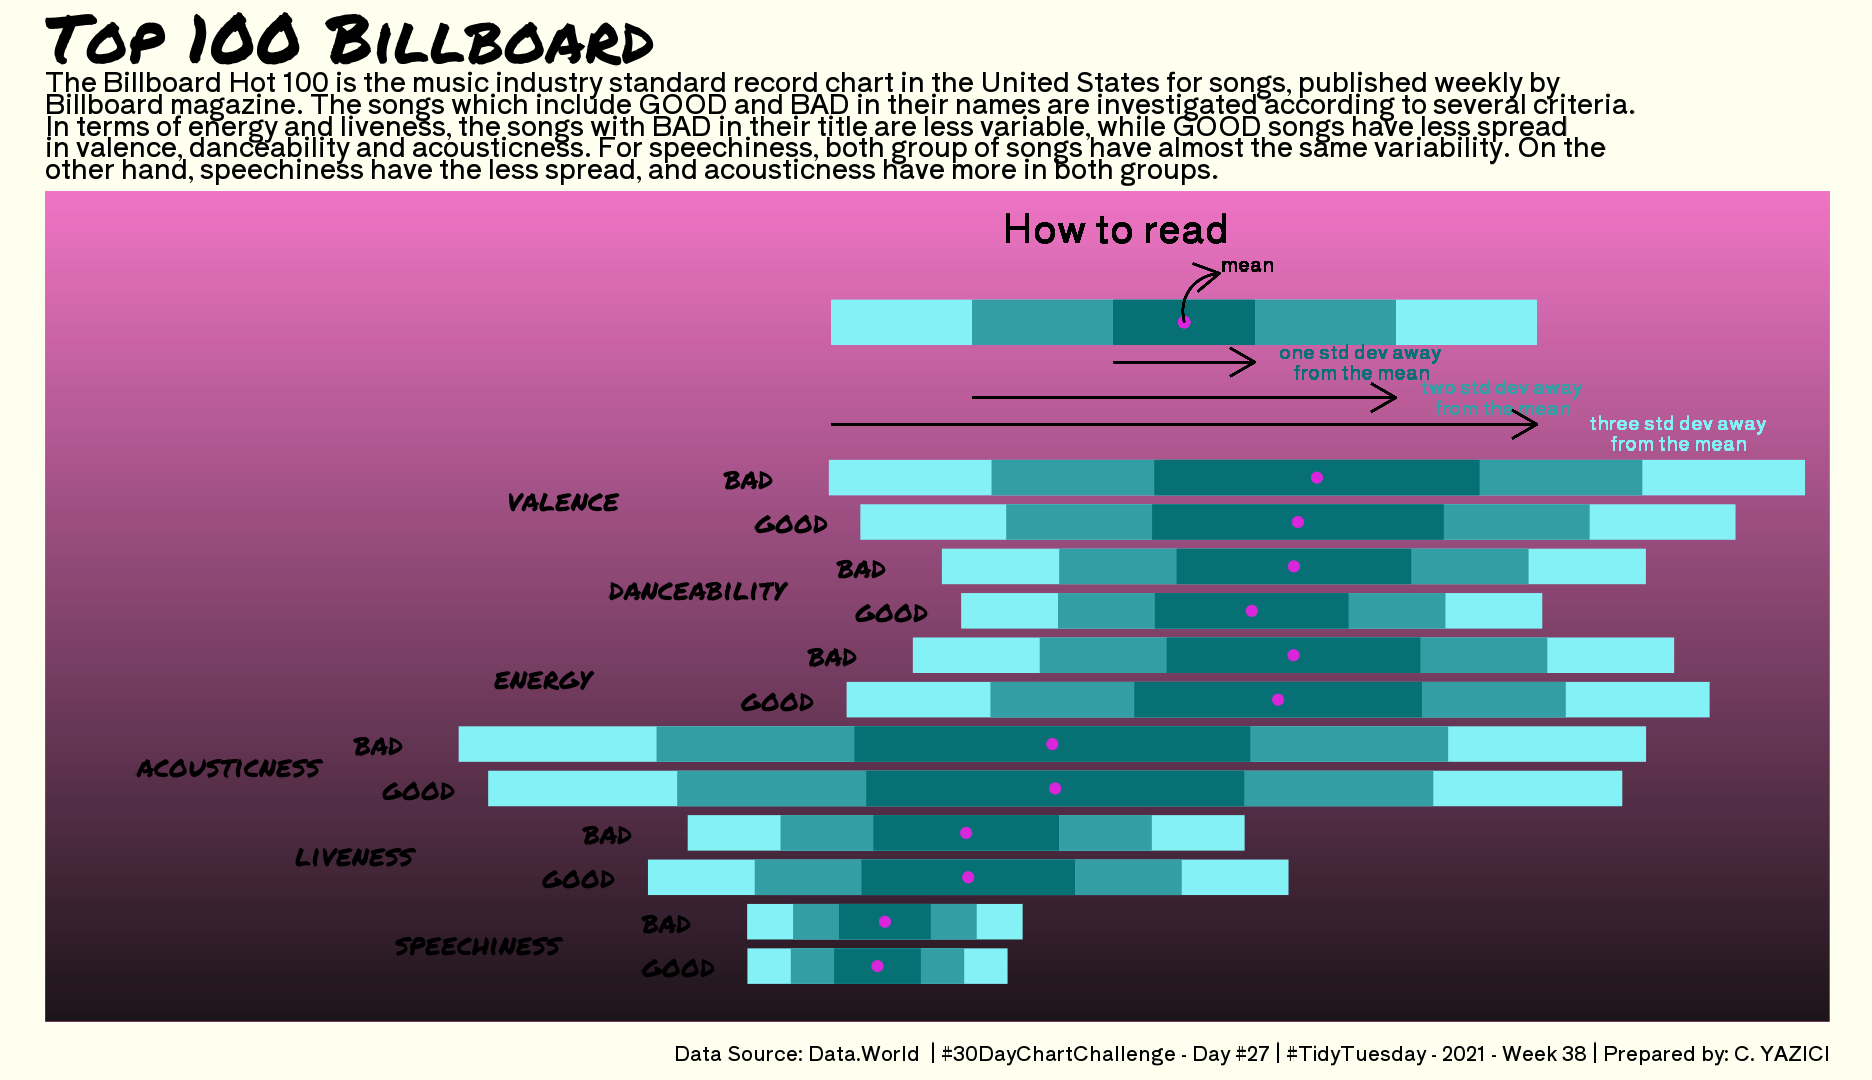 Top 100 Billboard
The Billboard Hot 100 is the music industry standard record chart in the United States for songs, published weekly by
Billboard magazine. The songs which include GOOD and BAD in their names are investigated according to several criteria.
In terms of energy and liveness, the songs with BAD in their title are less variable, while GOOD songs have less spread
in valence, danceability and acousticness. For speechiness, both group of songs have almost the same variability. On the
other hand, speechiness have the less spread, and acousticness have more in both groups.
How to read
mean
one std dev away
from the mean
two std dev away
from the mean
three std dev away
from the mean
BAD
VALENCE
GOOD
BAD
DANCEABILITY
GOOD
BAD
ENERGY
GOOD
BAD
ACOUSTICNESS
GOOD
BAD
LIVENESS
GOOD
BAD
SPEECHINESS
GOOD
Data Source: Data.World | #30DayChartChallenge - Day #27 | #TidyTuesday - 2021 - Week 38 | Prepared by: C. YAZICI